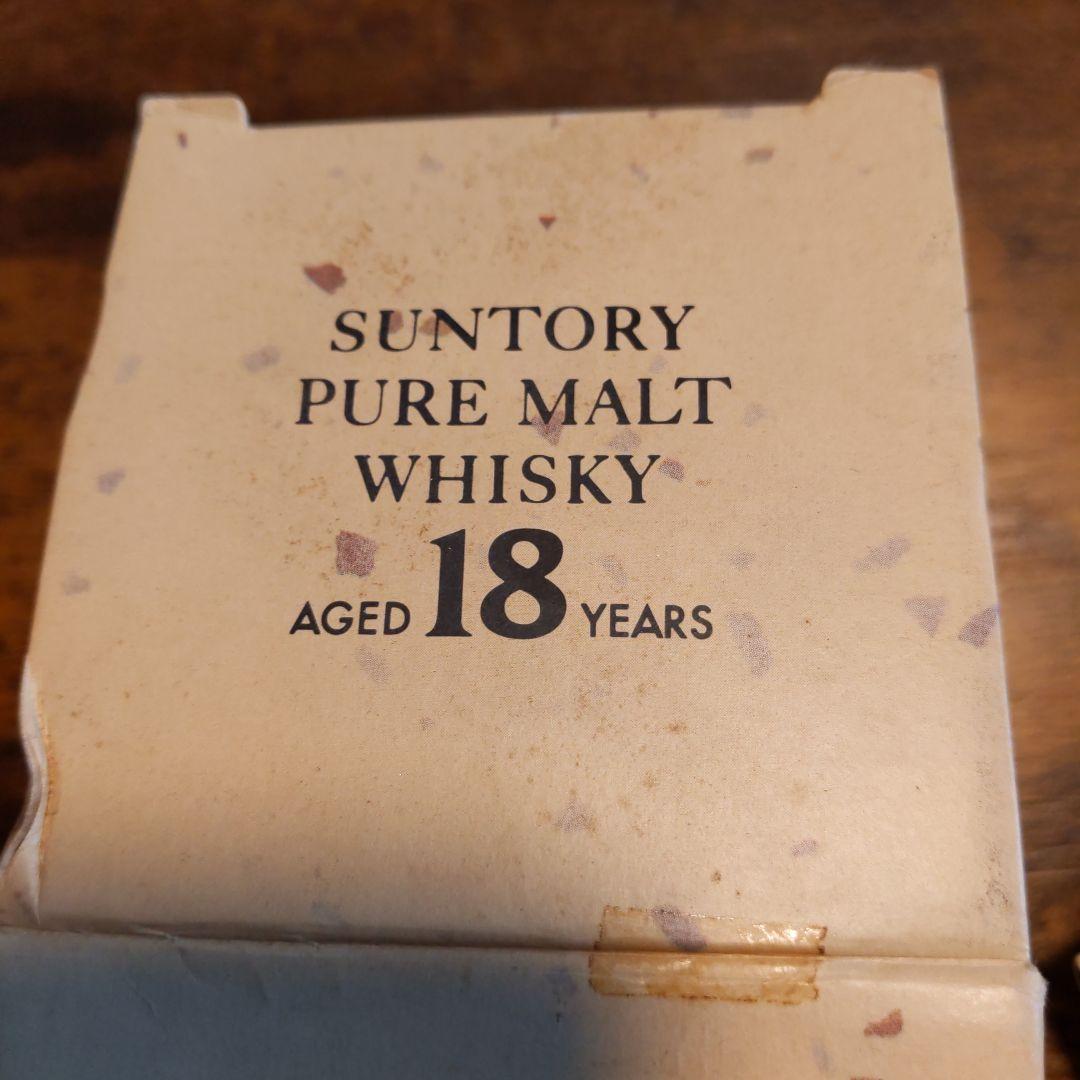 SUNTORY
PURE MALT
WHISKY
AGED 18 YEARS